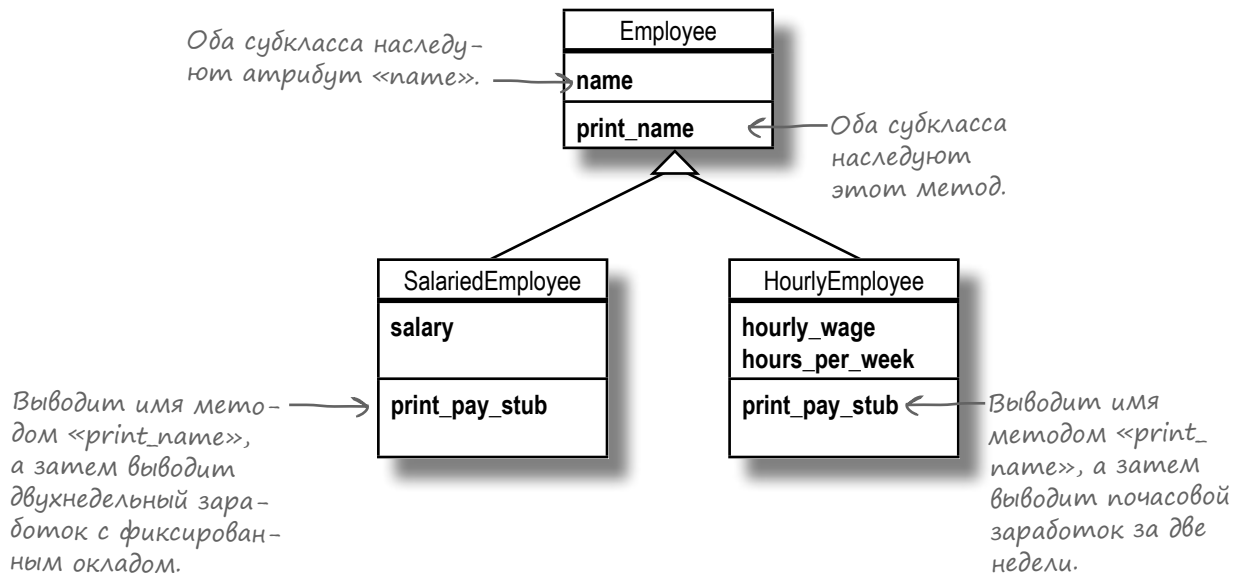 Оба субкласса наследу-
ют атрибут «name».
Employee
name
print_name
Оба субкласса
наследуют
этот метод.
SalariedEmployee
salary
print_pay_stub
HourlyEmployee
hourly_wage
hours_per_week
print_pay_stub
Выводит имя мето-
дом «print_name»,
а затем выводит
двухнедельный зара-
боток с фиксирован-
ным окладом.
Выводит имя
методом «print_
name», а затем
выводит почасовой
заработок за две
недели.